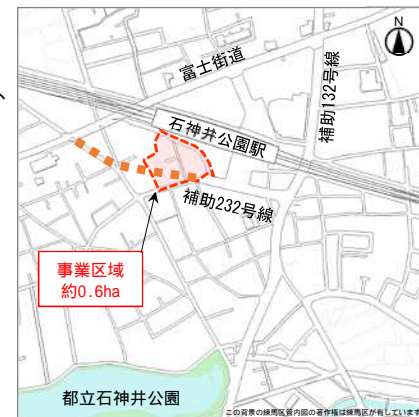 、
N
富士街道
補助132号線
石神井公園駅
補助232号線
事業区域
約0.6ha
都立石神井公園
この背景の練馬区管内図の著作権は練馬区が有しています